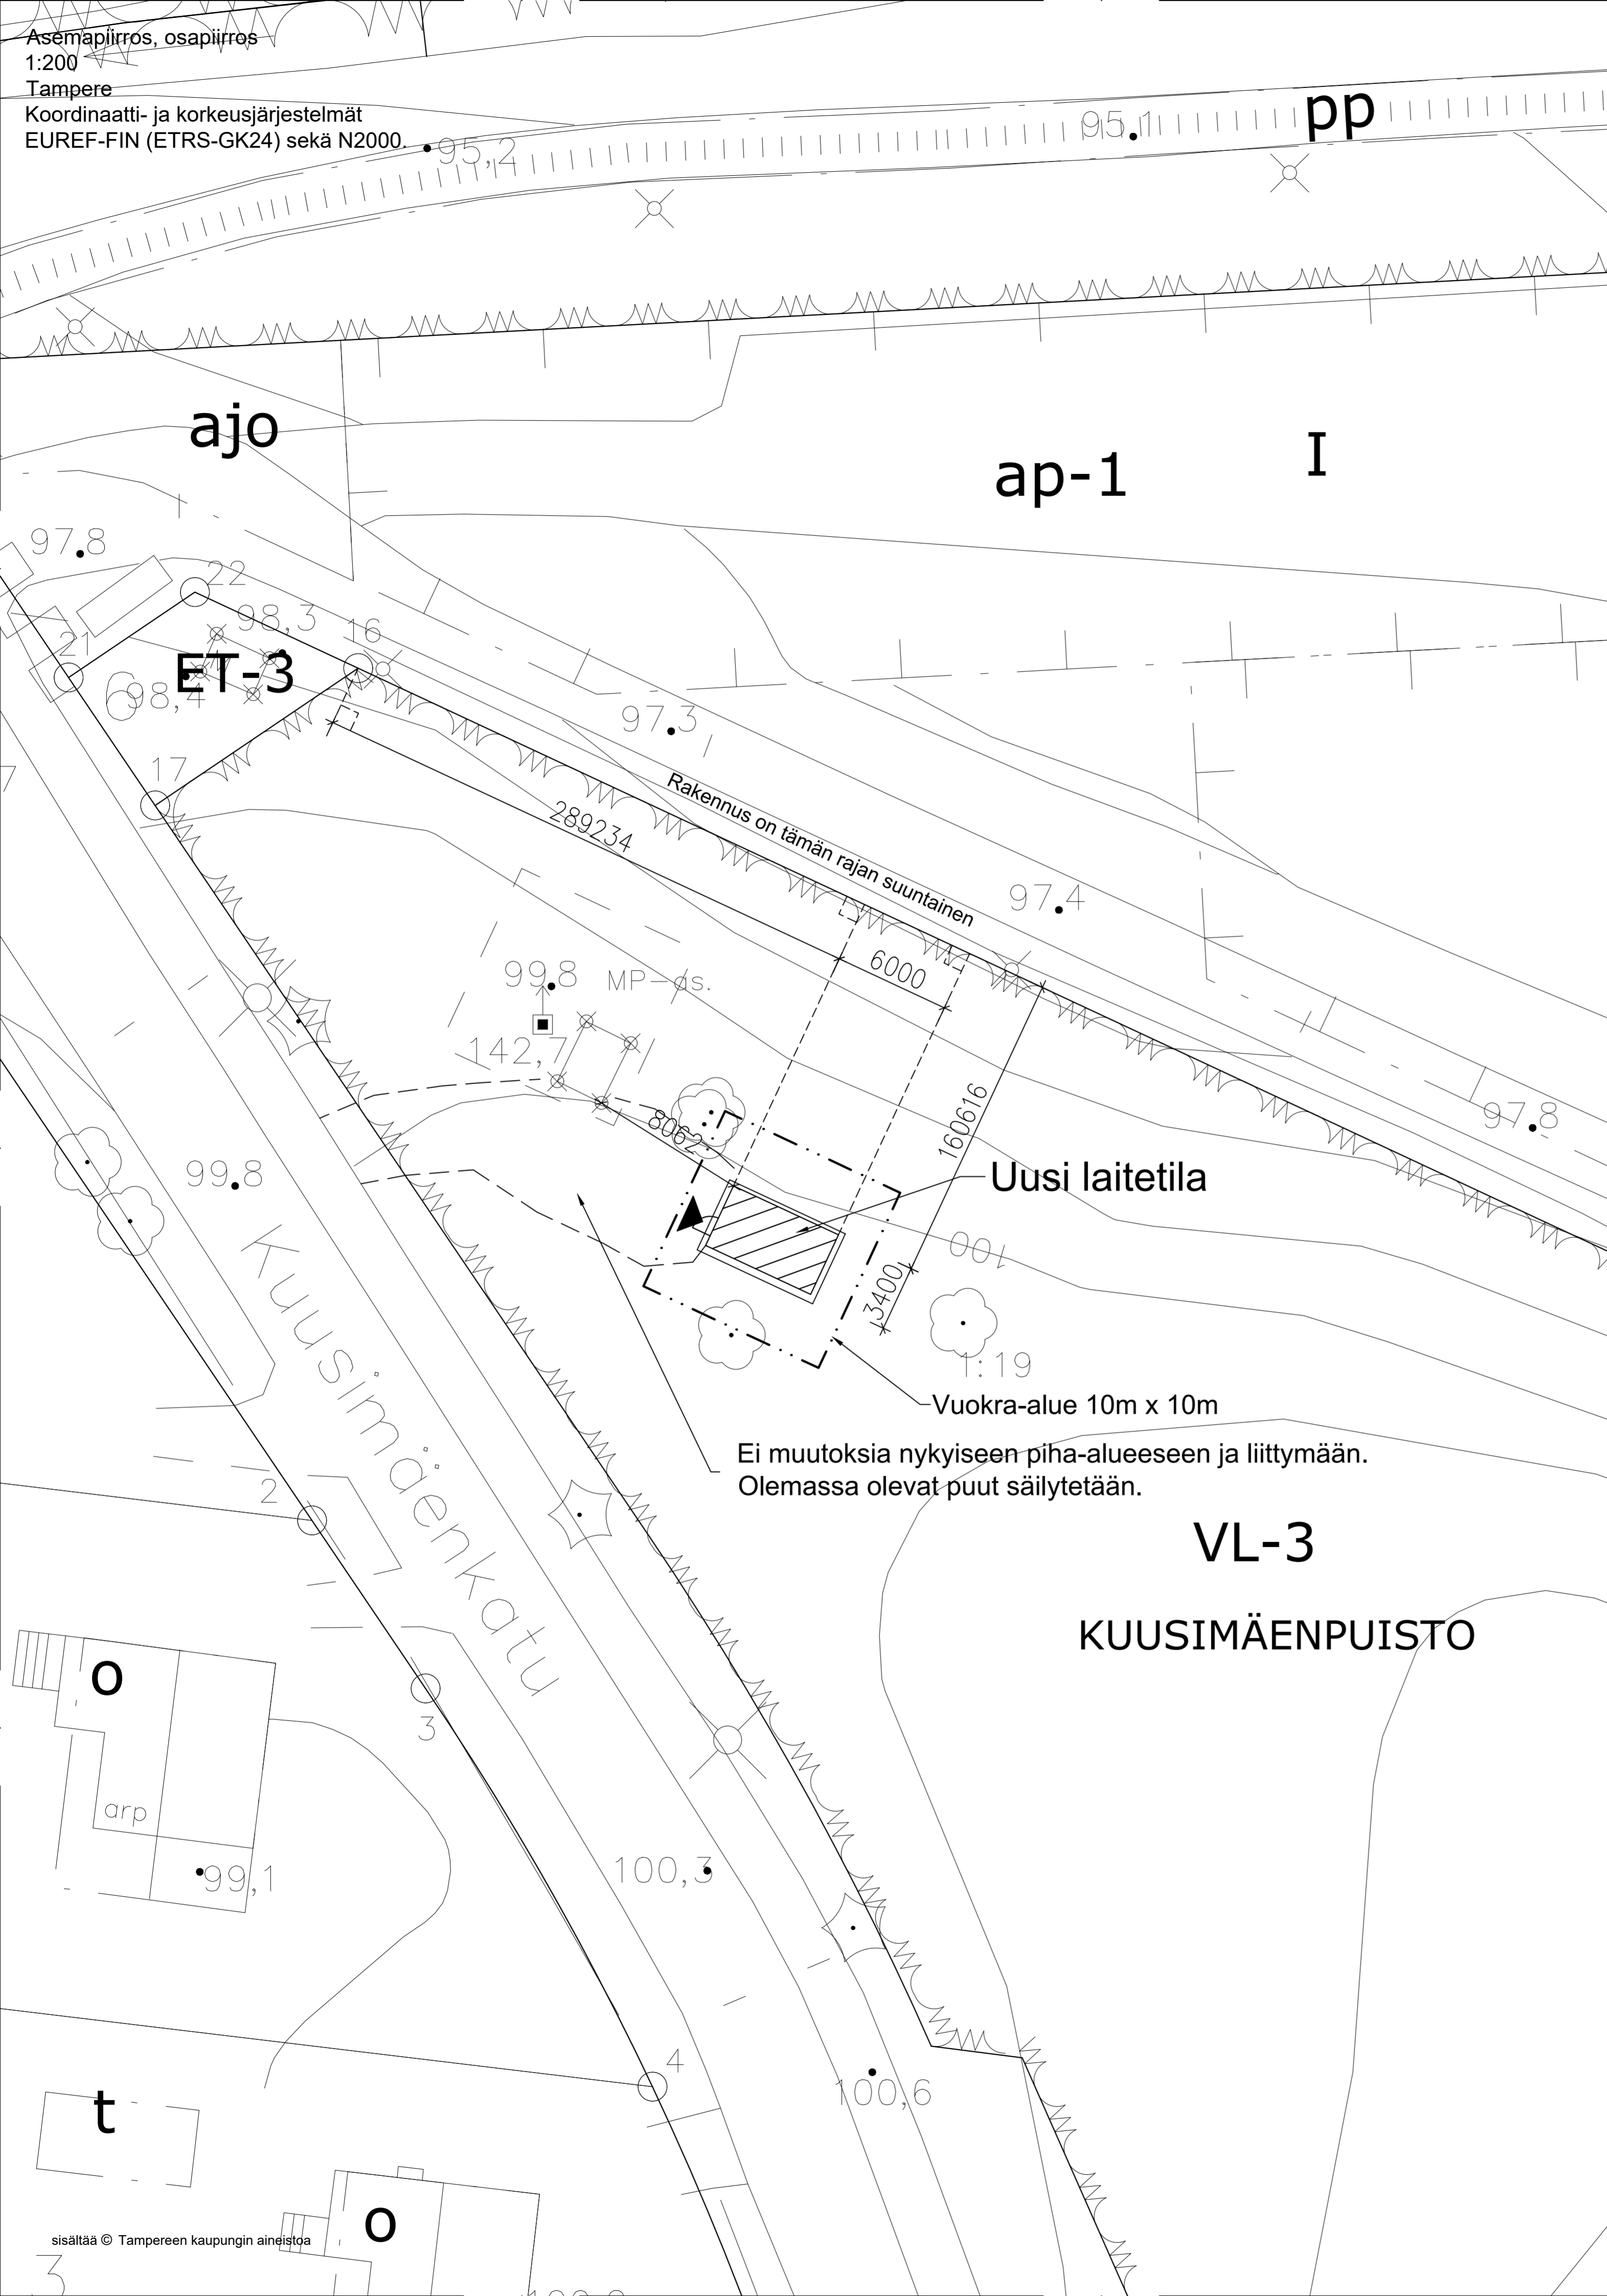 Asemapiirros, osapiirros
1:200
Tampere
Koordinaatti- ja korkeusjärjestelmät
EUREF-FIN (ETRS-GK24) sekä N2000.
95,2
95,1
pp
ajo
ap-1
I
97,8
22
98,3
16
21
ET-3
6
98,4
17
7
97,3
Rakennus on tämän rajan suuntainen
289234
97,4
6000
99,8
MP-as.
142,7
8062
160616
97,8
99,8
Uusi laitetila
100
3400
1:19
Vuokra-alue 10m x 10m
Ei muutoksia nykyiseen piha-alueeseen ja liittymään.
Olemassa olevat puut säilytetään.
Kuusimäenkatu
2
VL-3
KUUSIMÄENPUISTO
o
3
arp
99,1
100,3
4
100,6
t
o
sisältää © Tampereen kaupungin aineistoa
3